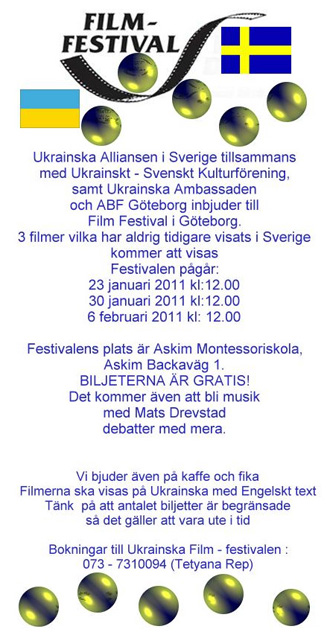 FILM-
FESTIVAL
Ukrainska Alliansen i Sverige tillsammans
med Ukrainskt - Svenskt Kulturförening,
samt Ukrainska Ambassaden
och ABF Göteborg inbjuder till
Film Festival i Göteborg.
3 filmer vilka har aldrig tidigare visats i Sverige
kommer att visas
Festivalen pågår:
23 januari 2011 kl:12.00
30 januari 2011 kl:12.00
6 februari 2011 kl: 12.00
Festivalens plats är Askim Montessoriskola,
Askim Backaväg 1.
BILJETERNA ÄR GRATIS!
Det kommer även att bli musik
med Mats Drevstad
debatter med mera.
Vi bjuder även på kaffe och fika
Filmerna ska visas på Ukrainska med Engelskt text
Tänk på att antalet biljetter är begränsade
så det gäller att vara ute i tid
Bokningar till Ukrainska Film - festivalen :
073 - 7310094 (Tetyana Rep)